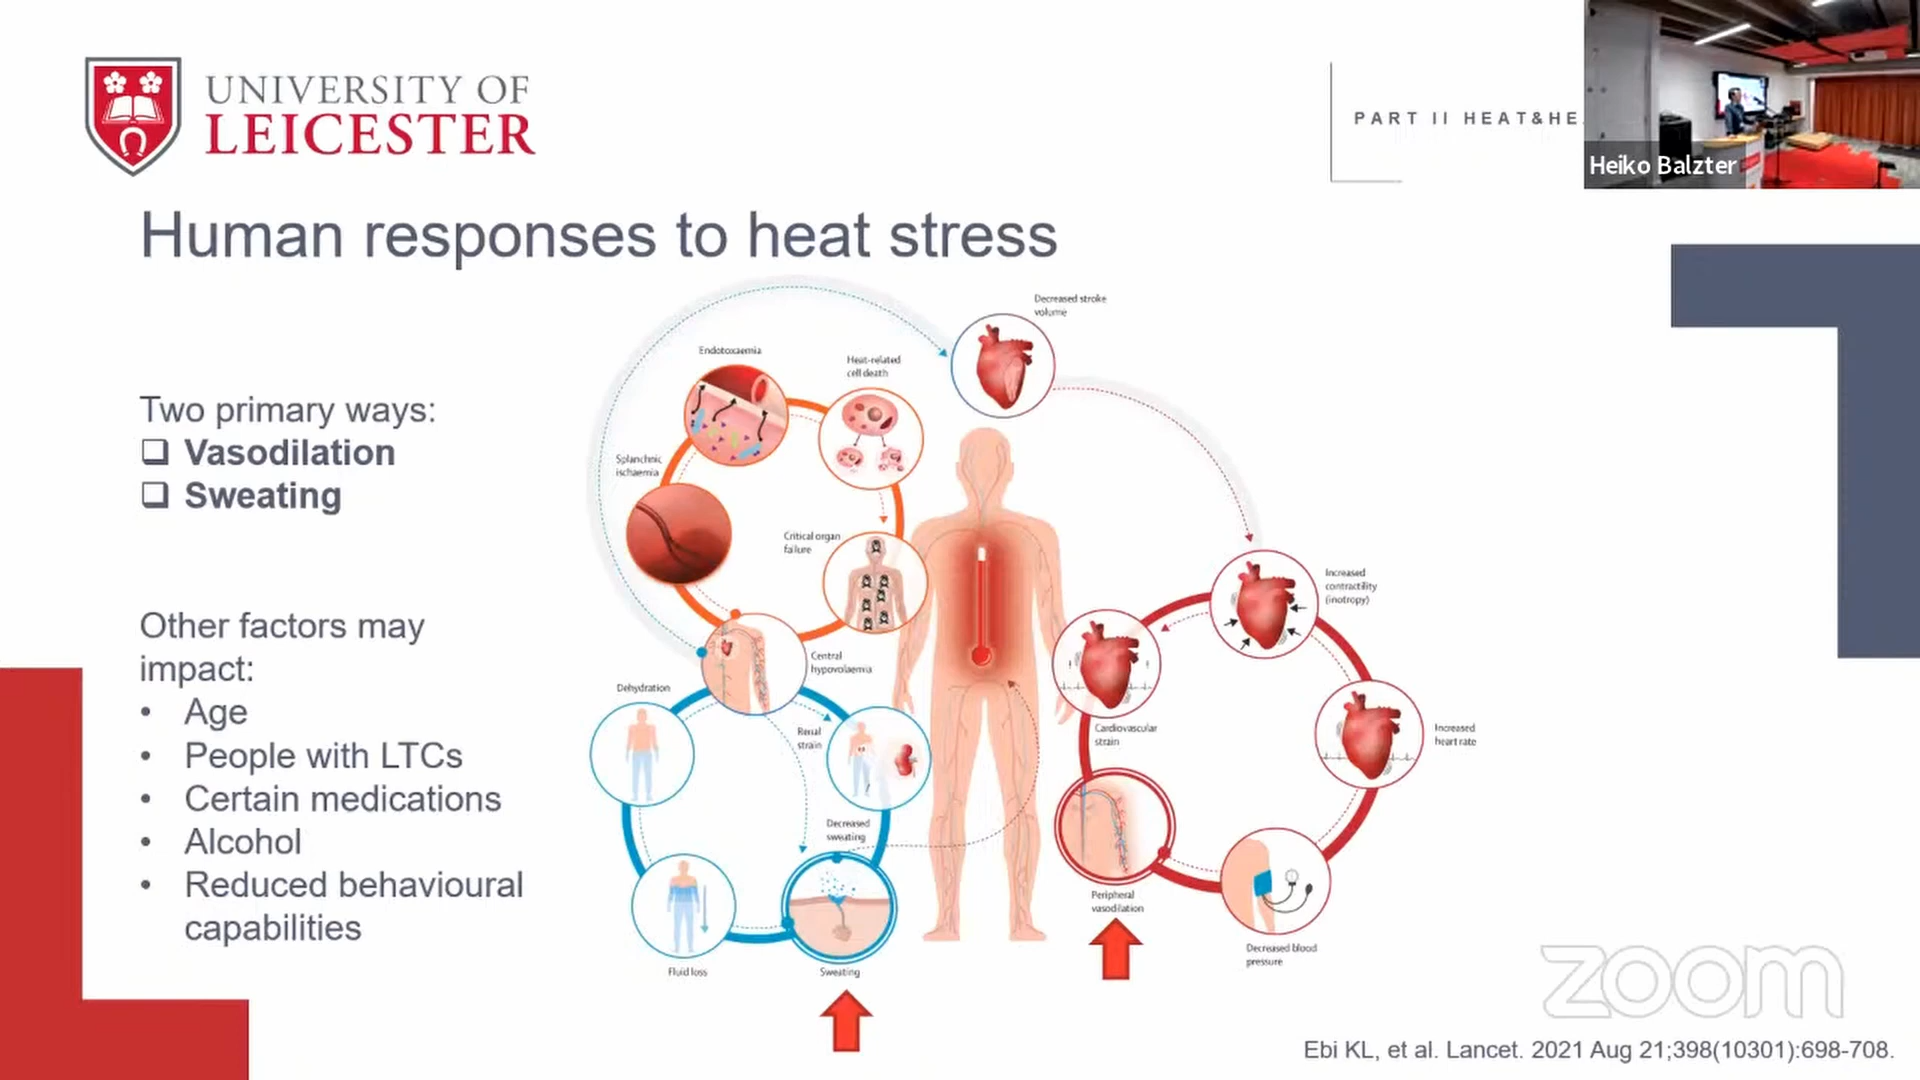 UNIVERSITY OF
LEICESTER
PART II HEAT&HE
Heiko Balzter
Human responses to heat stress
Two primary ways:
Vasodilation
Sweating
Other factors may
impact:
• Age
• People with LTCs
• Certain medications
• Alcohol
• Reduced behavioural
capabilities
Decreased stroke
volume
Endotoxaemia
Heat-related
cell death
Splanchnic
ischaemia
Critical organ
failure
Central
hypovolaemia
Dehydration
Renal
strain
Decreased
sweating
Fluid loss
Sweating
Increased
contractility
(inotropy)
Cardiovascular
strain
Increased
heart rate
Peripheral
vasodilation
Decreased blood
pressure
zoom
Ebi KL, et al. Lancet. 2021 Aug 21;398(10301):698-708.